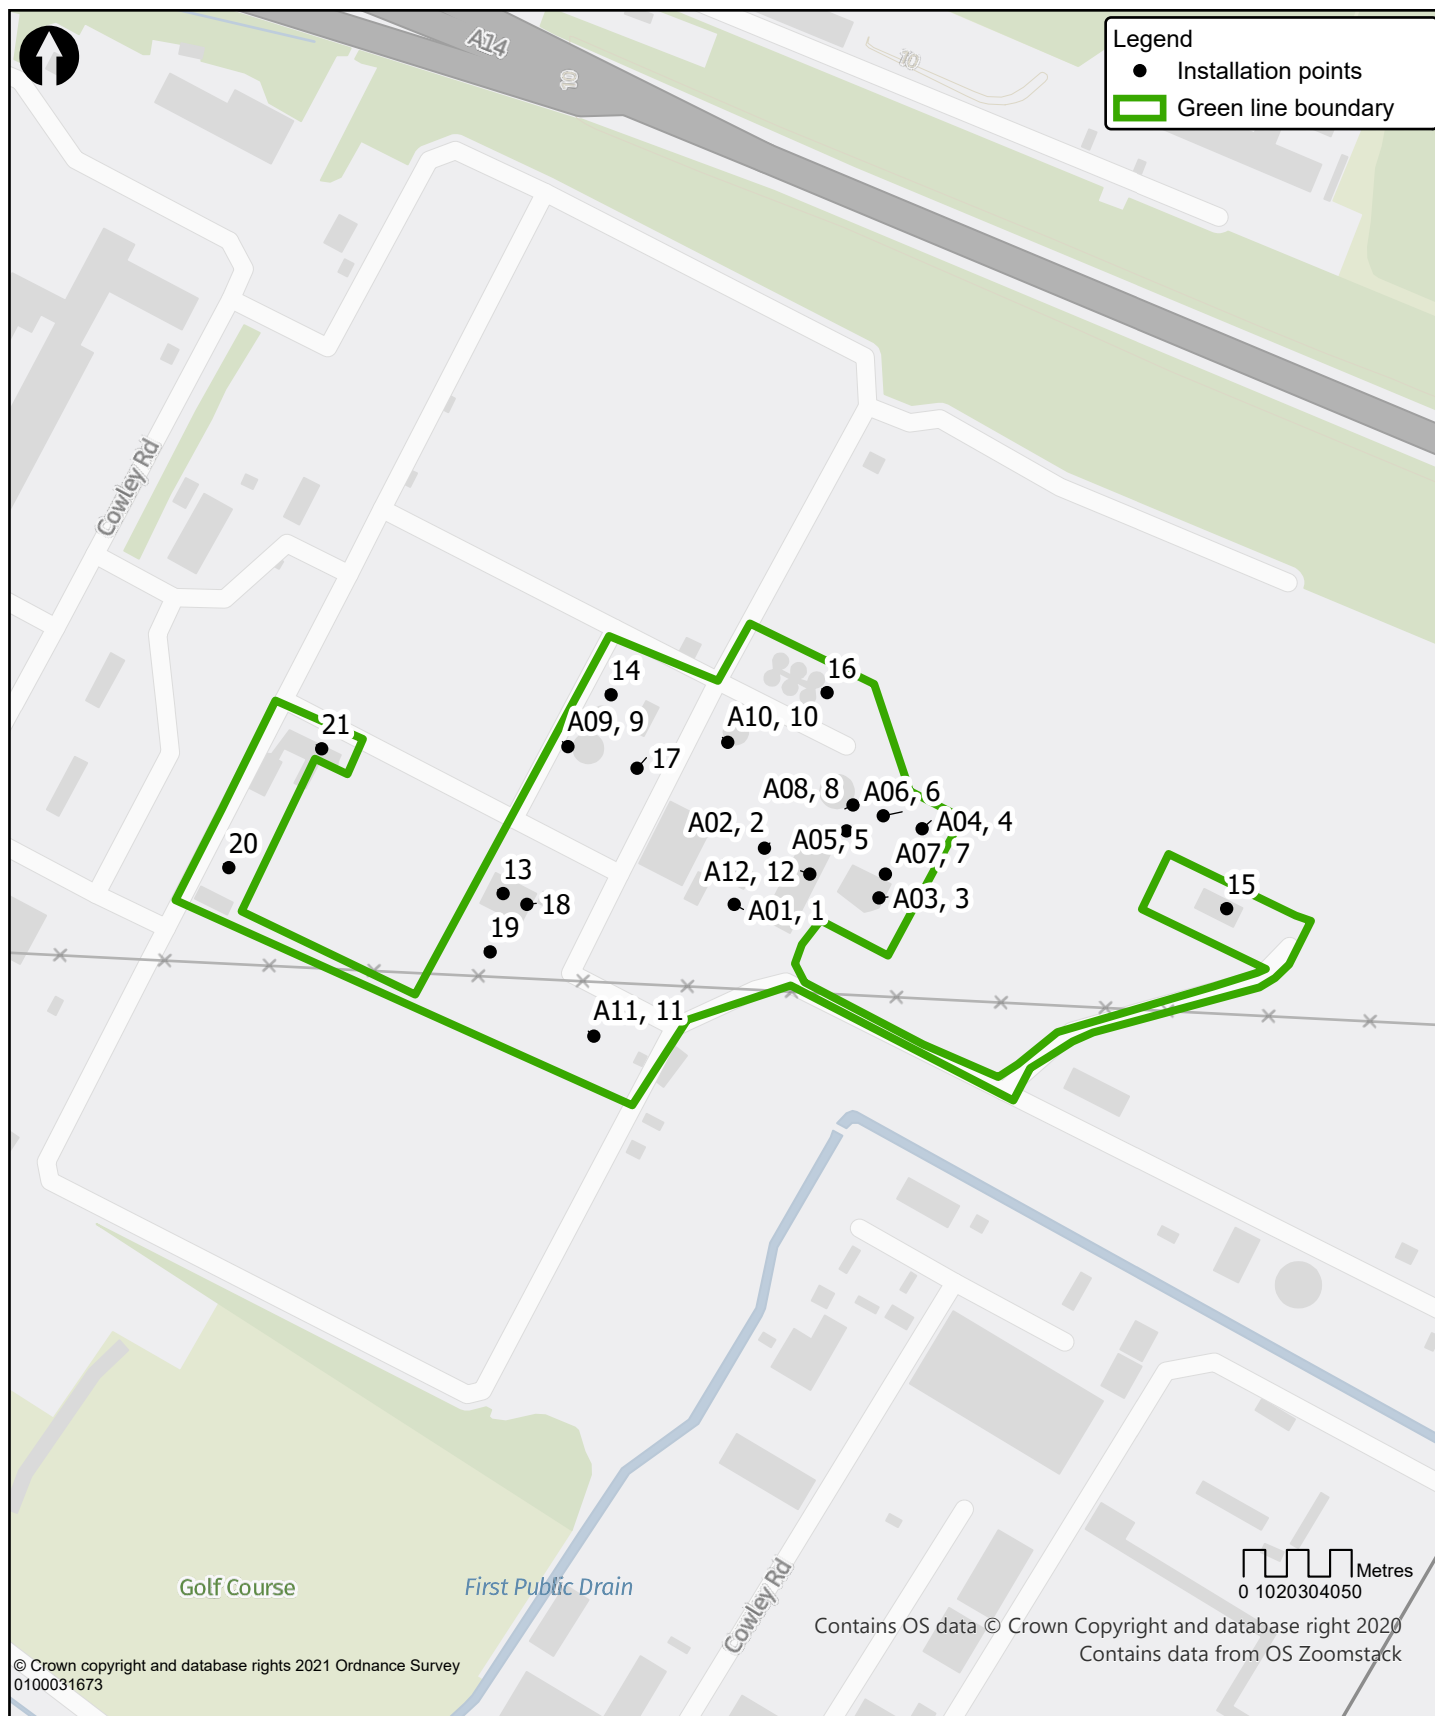 A14
10
10
Legend
Installation points
Green line boundary
Cowley Rd
14
16
A09, 9
A10, 10
21
17
A08, 8
A06, 6
A02, 2
A05, 5
A04, 4
20
A12, 12
A07, 7
13
18
A01, 1
A03, 3
15
19
A11, 11
Golf Course
First Public Drain
Cowley Rd
Metres
0 1020304050
Contains OS data © Crown Copyright and database right 2020
Contains data from OS Zoomstack
© Crown copyright and database rights 2021 Ordnance Survey
0100031673